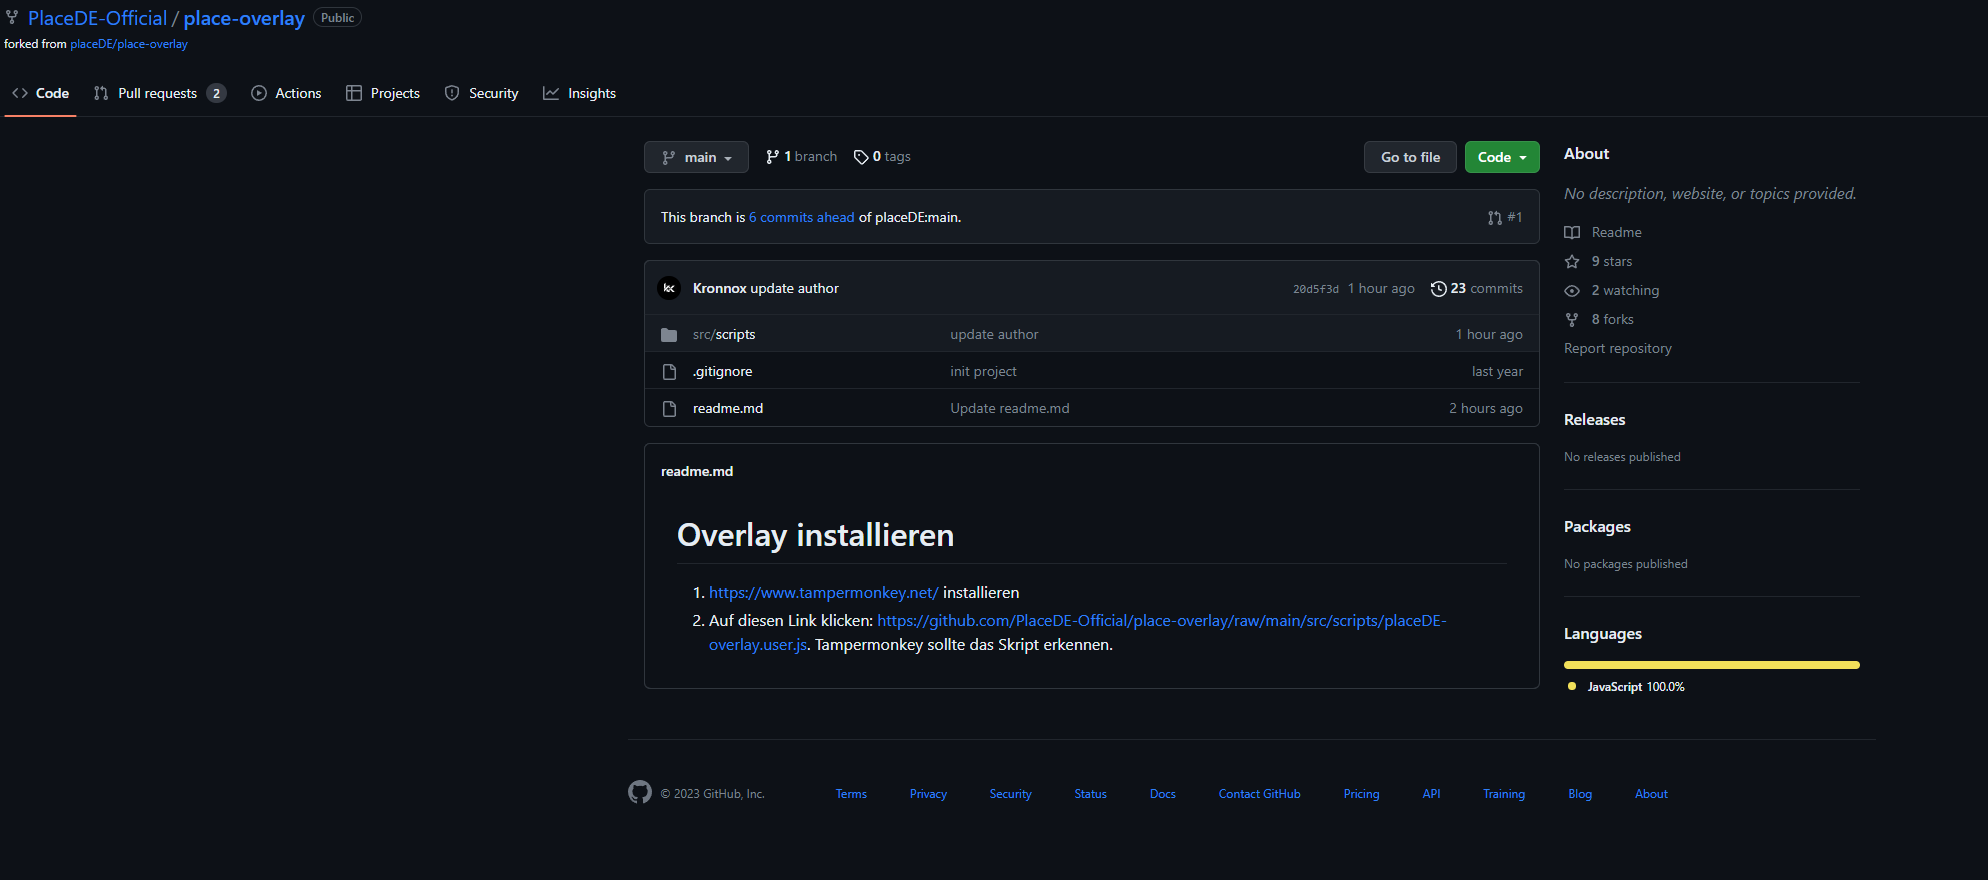 PlaceDE-Official / place-overlay Public
forked from placeDE/place-overlay
Code Pull requests 2 Actions Projects Security Insights
main 1 branch 0 tags Go to file Code
This branch is 6 commits ahead of placeDE:main. #1
Kronnox update author 20d5f3d 1 hour ago 23 commits
src/scripts update author 1 hour ago
.gitignore init project last year
readme.md Update readme.md 2 hours ago
readme.md
Overlay installieren
1. https://www.tampermonkey.net/ installieren
2. Auf diesen Link klicken: https://github.com/PlaceDE-Official/place-overlay/raw/main/src/scripts/placeDE-
overlay.user.js. Tampermonkey sollte das Skript erkennen.
About
No description, website, or topics provided.
Readme
9 stars
2 watching
8 forks
Report repository
Releases
No releases published
Packages
No packages published
Languages
JavaScript 100.0%
© 2023 GitHub, Inc. Terms Privacy Security Status Docs Contact GitHub Pricing API Training Blog About